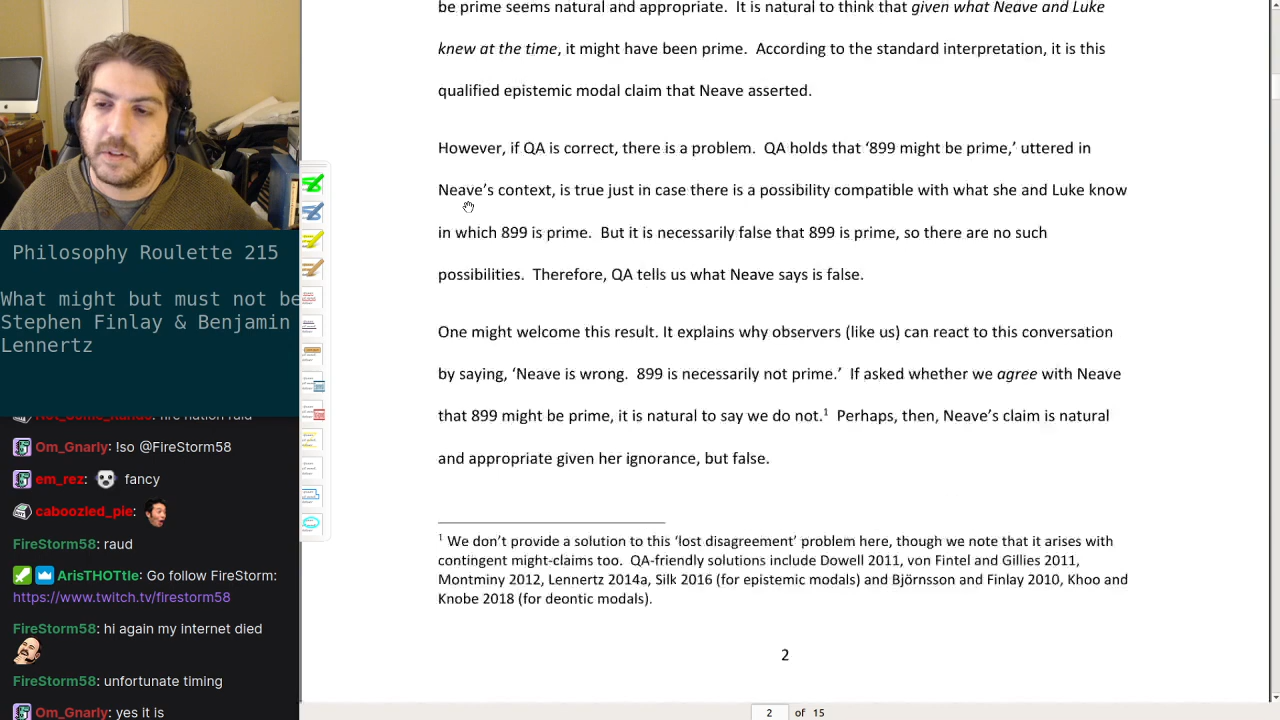 be prime seems natural and appropriate.  It is natural to think that given what Neave and Luke
knew at the time, it might have been prime.  According to the standard interpretation, it is this
qualified epistemic modal claim that Neave asserted.
However, if QA is correct, there is a problem.  QA holds that ‘899 might be prime,’ uttered in
Neave’s context, is true just in case there is a possibility compatible with what she and Luke know
in which 899 is prime.  But it is necessarily false that 899 is prime, so there are no such
possibilities.  Therefore, QA tells us what Neave says is false.
One might welcome this result. It explains why observers (like us) can react to the conversation
by saying, ‘Neave is wrong.  899 is necessarily not prime.’  If asked whether we agree with Neave
that 899 might be prime, it is natural to say we do not.1  Perhaps, then, Neave’s claim is natural
and appropriate given her ignorance, but false.
1 We don’t provide a solution to this ‘lost disagreement’ problem here, though we note that it arises with
contingent might-claims too.  QA-friendly solutions include Dowell 2011, von Fintel and Gillies 2011,
Montminy 2012, Lennertz 2014a, Silk 2016 (for epistemic modals) and Björnsson and Finlay 2010, Khoo and
Knobe 2018 (for deontic modals).
2
2 of 15
Philosophy Roulette 215
What might but must not be
Stephen Finlay & Benjamin
Lennertz
Om_Gnarly: !so @FireStorm58
em_rez: fancy
caboozled_pie:
FireStorm58: raud
ArisTHOTtle: Go follow FireStorm:
https://www.twitch.tv/firestorm58
FireStorm58: hi again my internet died
FireStorm58: unfortunate timing
Om_Gnarly: yes it is